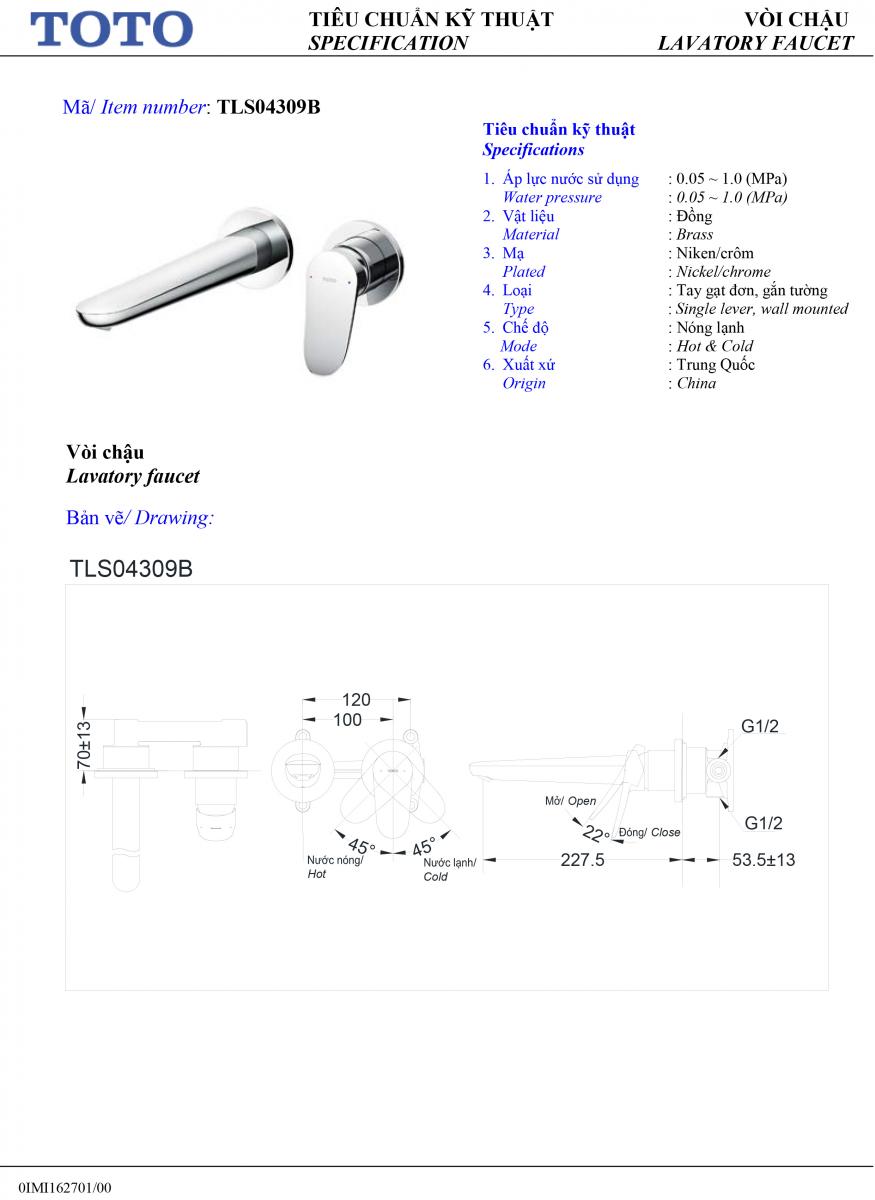 TOTO
TIÊU CHUẨN KỸ THUẬT
SPECIFICATION
VÒI CHẬU
LAVATORY FAUCET
Mã/ Item number: TLS04309B
Tiêu chuẩn kỹ thuật
Specifications
1. Áp lực nước sử dụng : 0.05 ~ 1.0 (MPa)
Water pressure : 0.05 ~ 1.0 (MPa)
2. Vật liệu : Đồng
Material : Brass
3. Mạ : Niken/crôm
Plated : Nickel/chrome
4. Loại : Tay gạt đơn, gắn tường
Type : Single lever, wall mounted
5. Chế độ : Nóng lạnh
Mode : Hot & Cold
6. Xuất xứ : Trung Quốc
Origin : China
Vòi chậu
Lavatory faucet
Bản vẽ/ Drawing:
TLS04309B
70±13
120
100
45°
45°
Nước nóng/
Hot
Nước lạnh/
Cold
G1/2
Mở/ Open
22°
Đóng/ Close
G1/2
227.5
53.5±13
0IMI162701/00